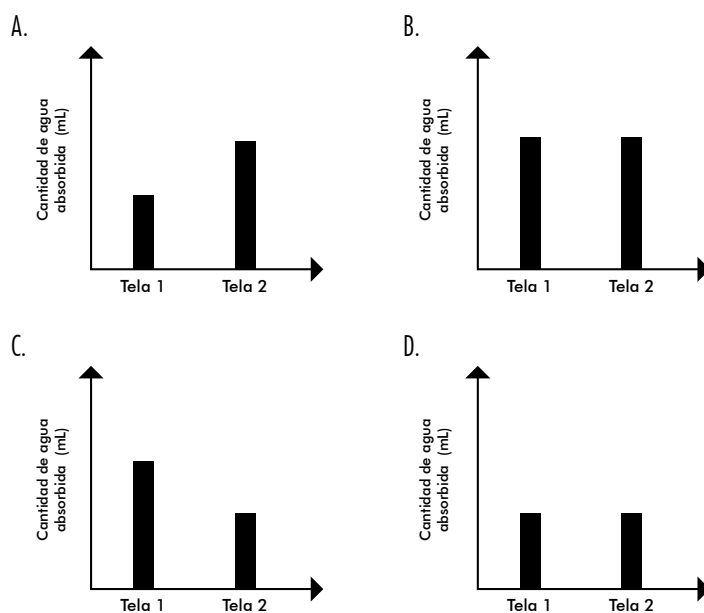 A.
Cantidad de agua
absorbida (mL)
Tela 1
Tela 2
B.
Cantidad de agua
absorbida (mL)
Tela 1
Tela 2
C.
Cantidad de agua
absorbida (mL)
Tela 1
Tela 2
D.
Cantidad de agua
absorbida (mL)
Tela 1
Tela 2